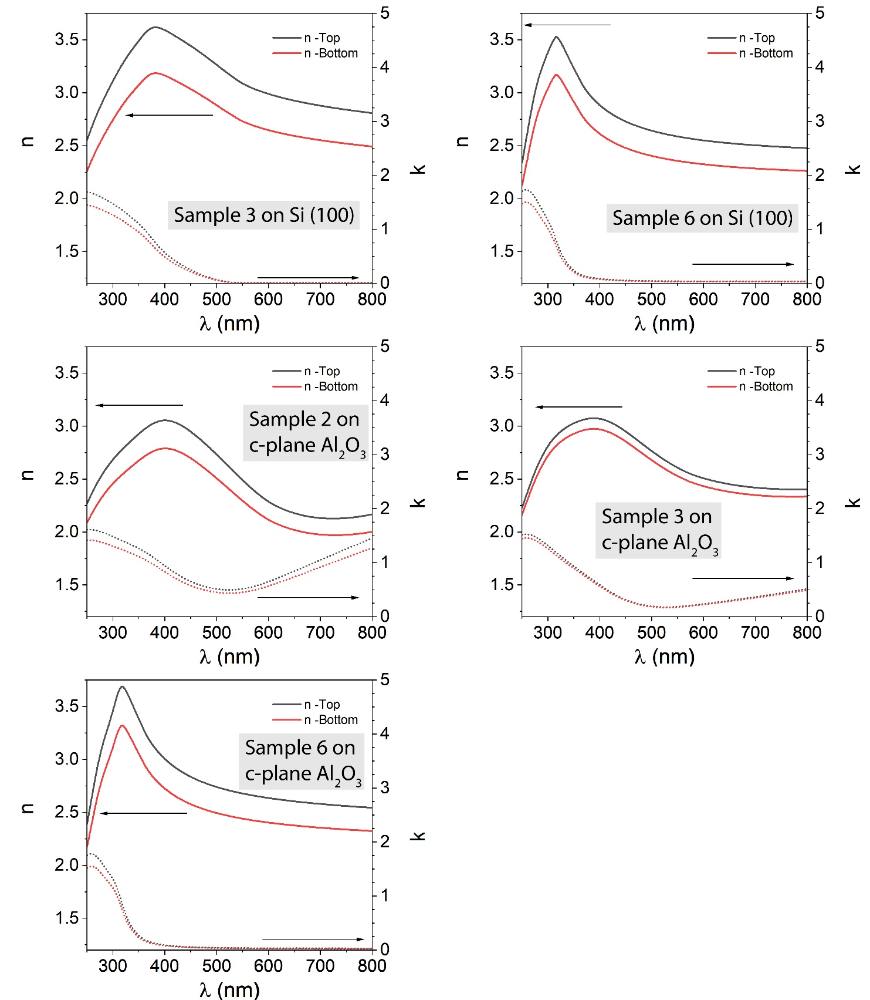 n -Top
n -Bottom
3.5
3.0
2.5
2.0
1.5
n
5
4
3
2
1
0
k
Sample 3 on Si (100)
300 400 500 600 700 800
λ (nm)
n -Top
n -Bottom
3.5
3.0
2.5
2.0
1.5
n
5
4
3
2
1
0
k
Sample 6 on Si (100)
300 400 500 600 700 800
λ (nm)
n -Top
n -Bottom
3.5
3.0
2.5
2.0
1.5
n
5
4
3
2
1
0
k
Sample 2 on
c-plane Al₂O₃
300 400 500 600 700 800
λ (nm)
n -Top
n -Bottom
3.5
3.0
2.5
2.0
1.5
n
5
4
3
2
1
0
k
Sample 3 on
c-plane Al₂O₃
300 400 500 600 700 800
λ (nm)
n -Top
n -Bottom
3.5
3.0
2.5
2.0
1.5
n
5
4
3
2
1
0
k
Sample 6 on
c-plane Al₂O₃
300 400 500 600 700 800
λ (nm)